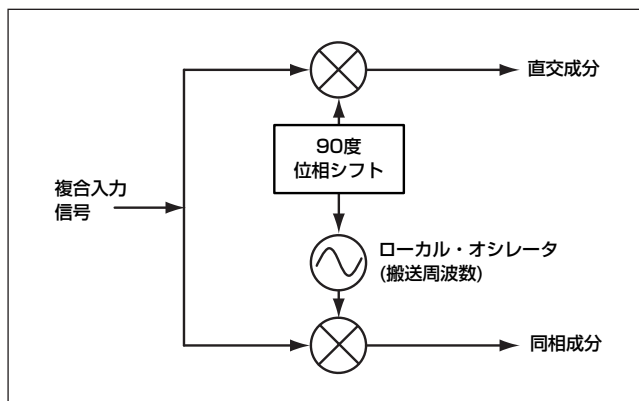 直交成分
90度
位相シフト
複合入力
信号
ローカル・オシレータ
(搬送周波数)
同相成分